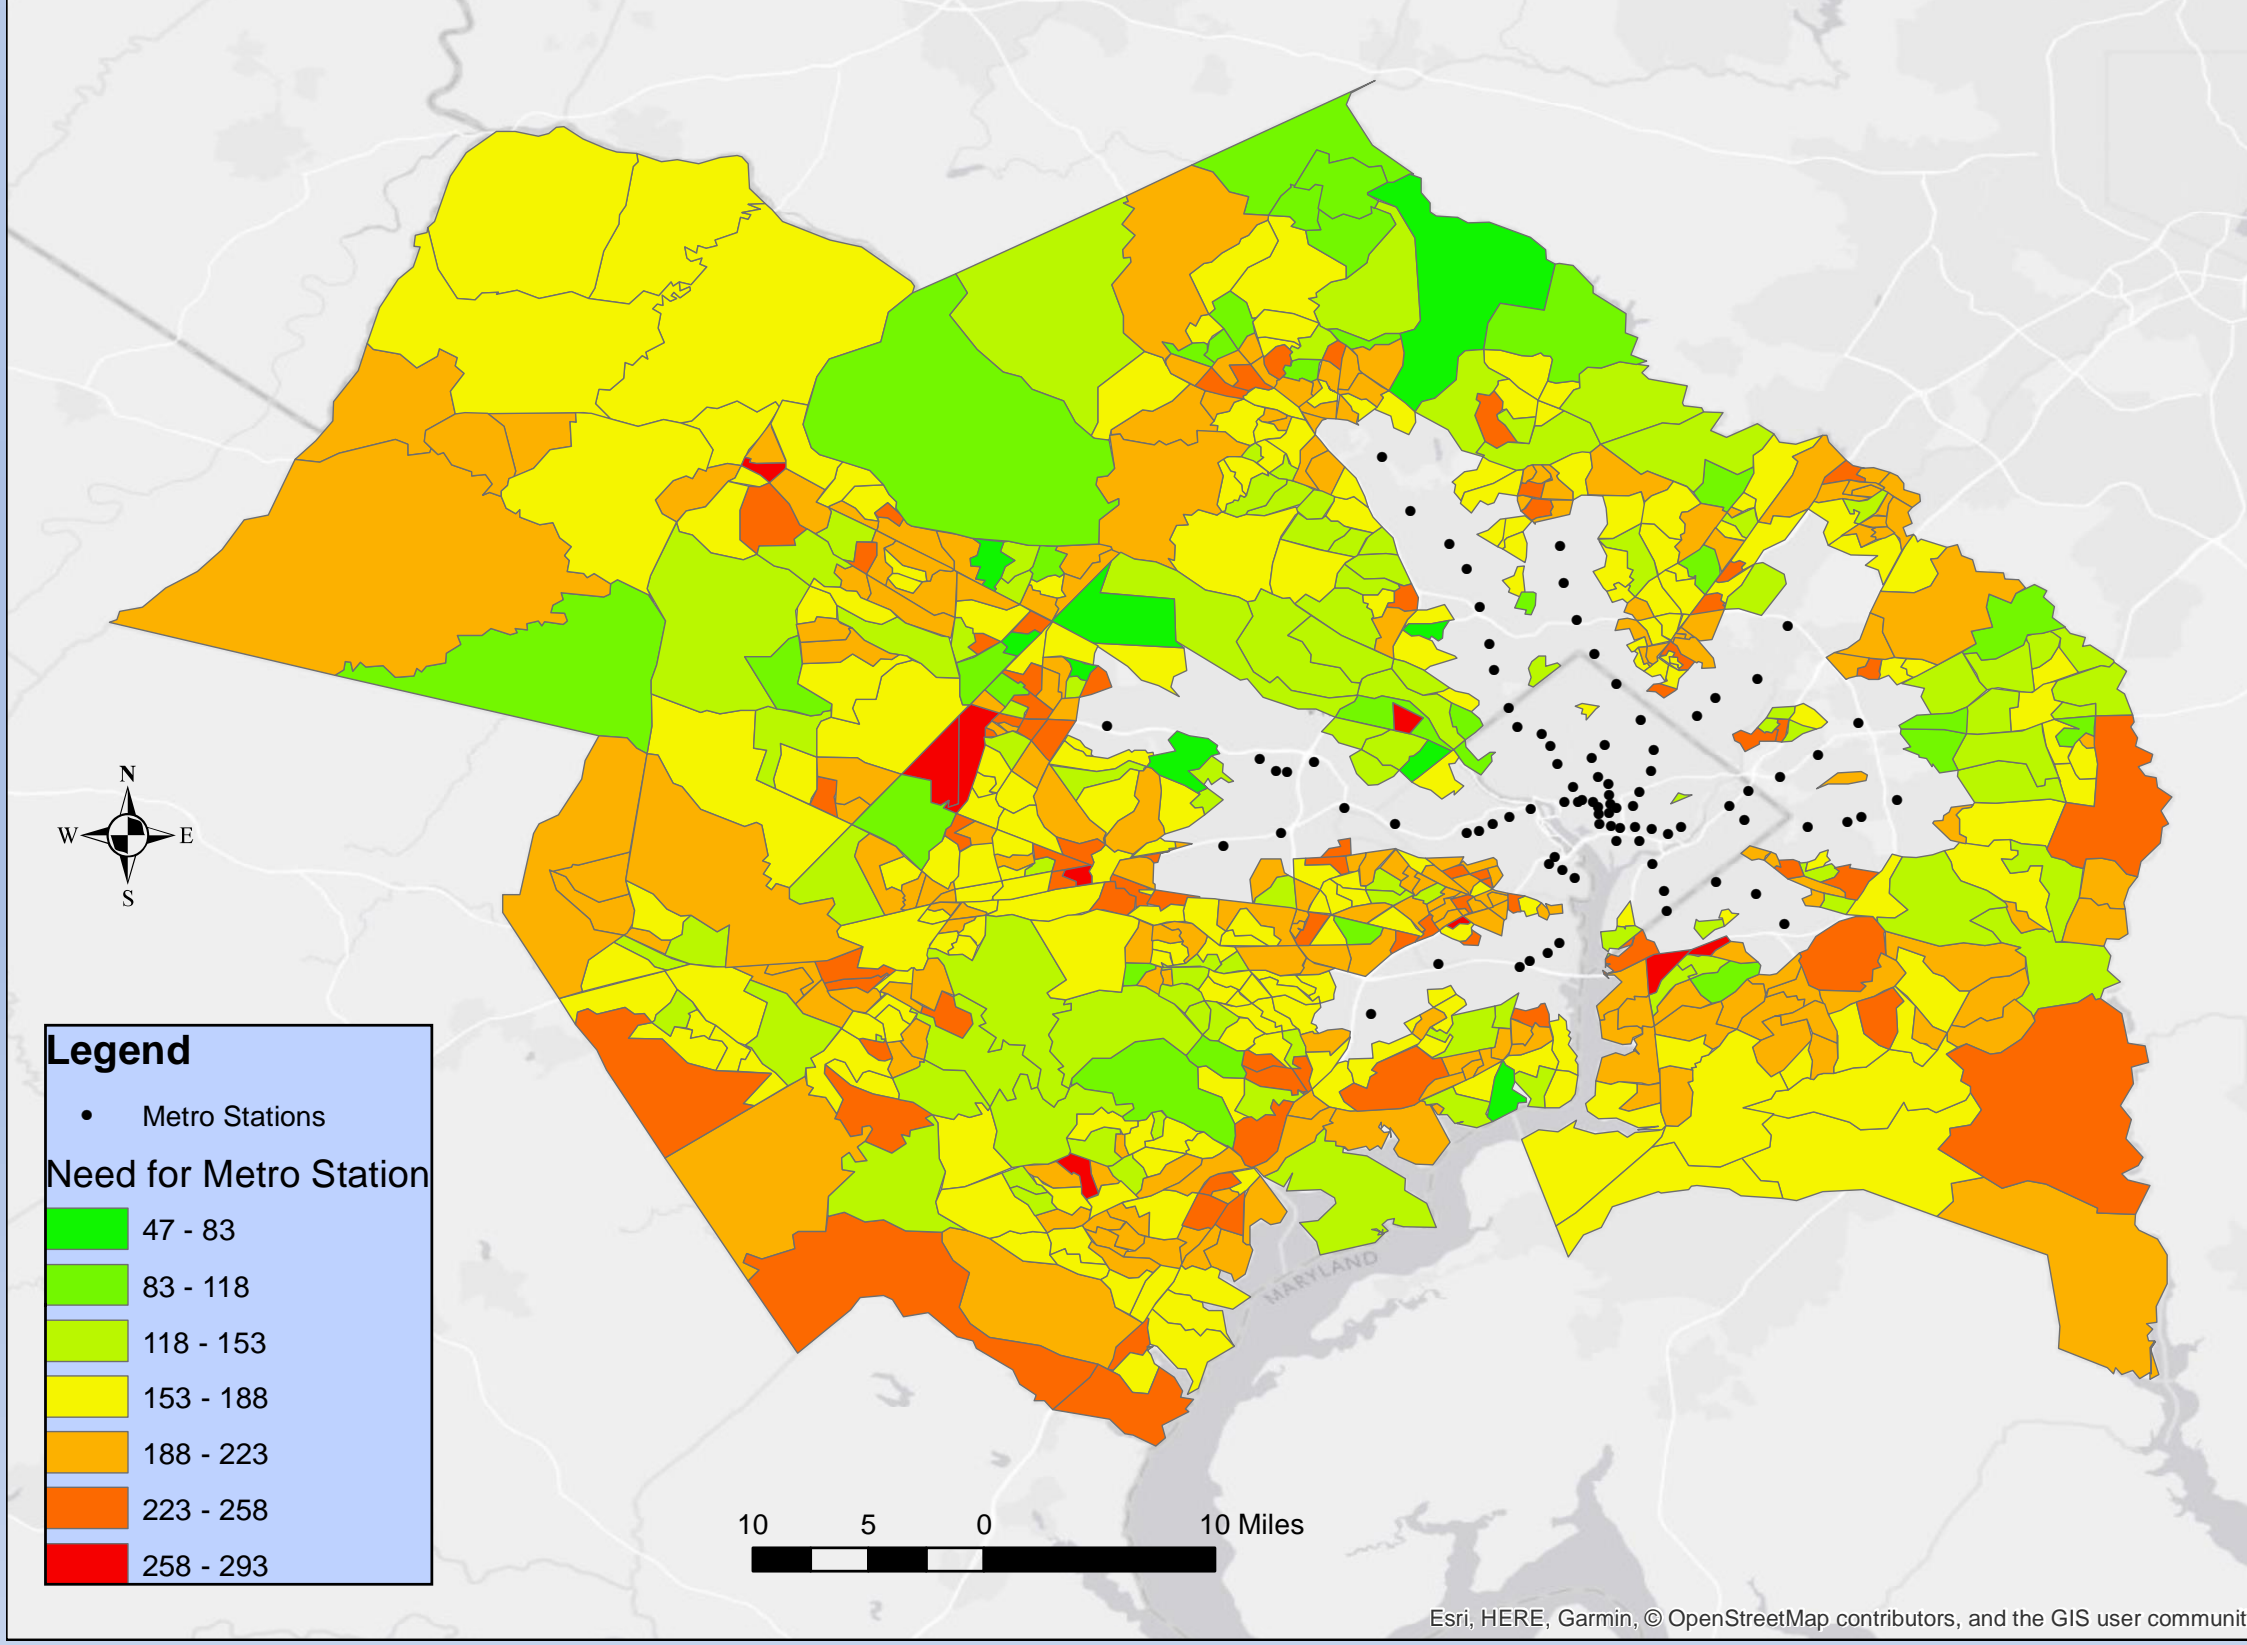 N
W E
S
MARYLAND
Legend
Metro Stations
Need for Metro Station
47 - 83
83 - 118
118 - 153
153 - 188
188 - 223
223 - 258
258 - 293
10 5 0 10 Miles
Esri, HERE, Garmin, © OpenStreetMap contributors, and the GIS user communit